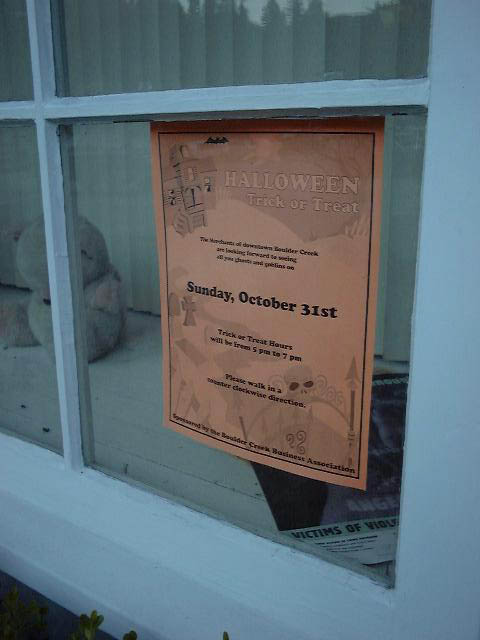 HALLOWEEN
Trick or Treat
The Merchants of downtown Boulder Creek
are looking forward to seeing
all you ghosts and goblins on
Sunday, October 31st
Trick or Treat Hours
will be from 5 pm to 7 pm
Please walk in a
counter clockwise direction.
Sponsored by the Boulder Creek Business Association
VICTIMS OF VIOLE